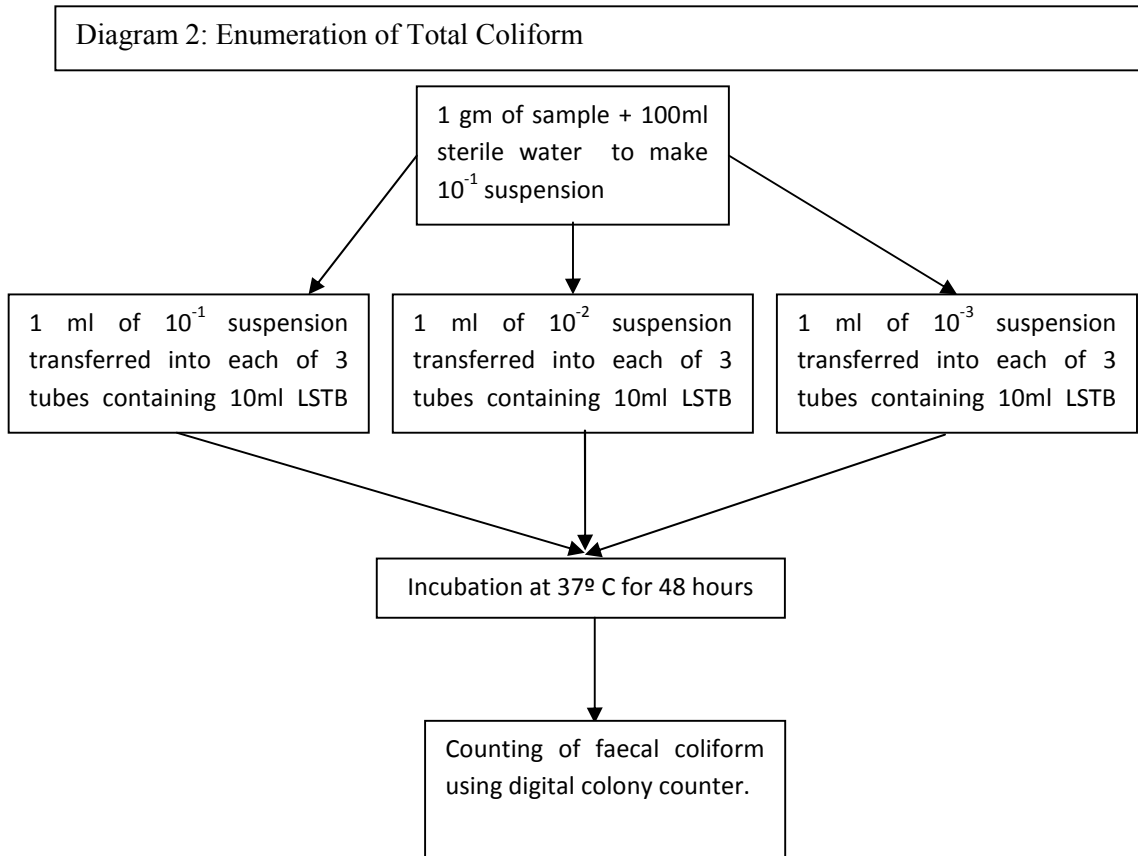 Diagram 2: Enumeration of Total Coliform
1 gm of sample + 100ml
sterile water to make
10⁻¹ suspension
1 ml of 10⁻¹ suspension
transferred into each of 3
tubes containing 10ml LSTB
1 ml of 10⁻² suspension
transferred into each of 3
tubes containing 10ml LSTB
1 ml of 10⁻³ suspension
transferred into each of 3
tubes containing 10ml LSTB
Incubation at 37º C for 48 hours
Counting of faecal coliform
using digital colony counter.